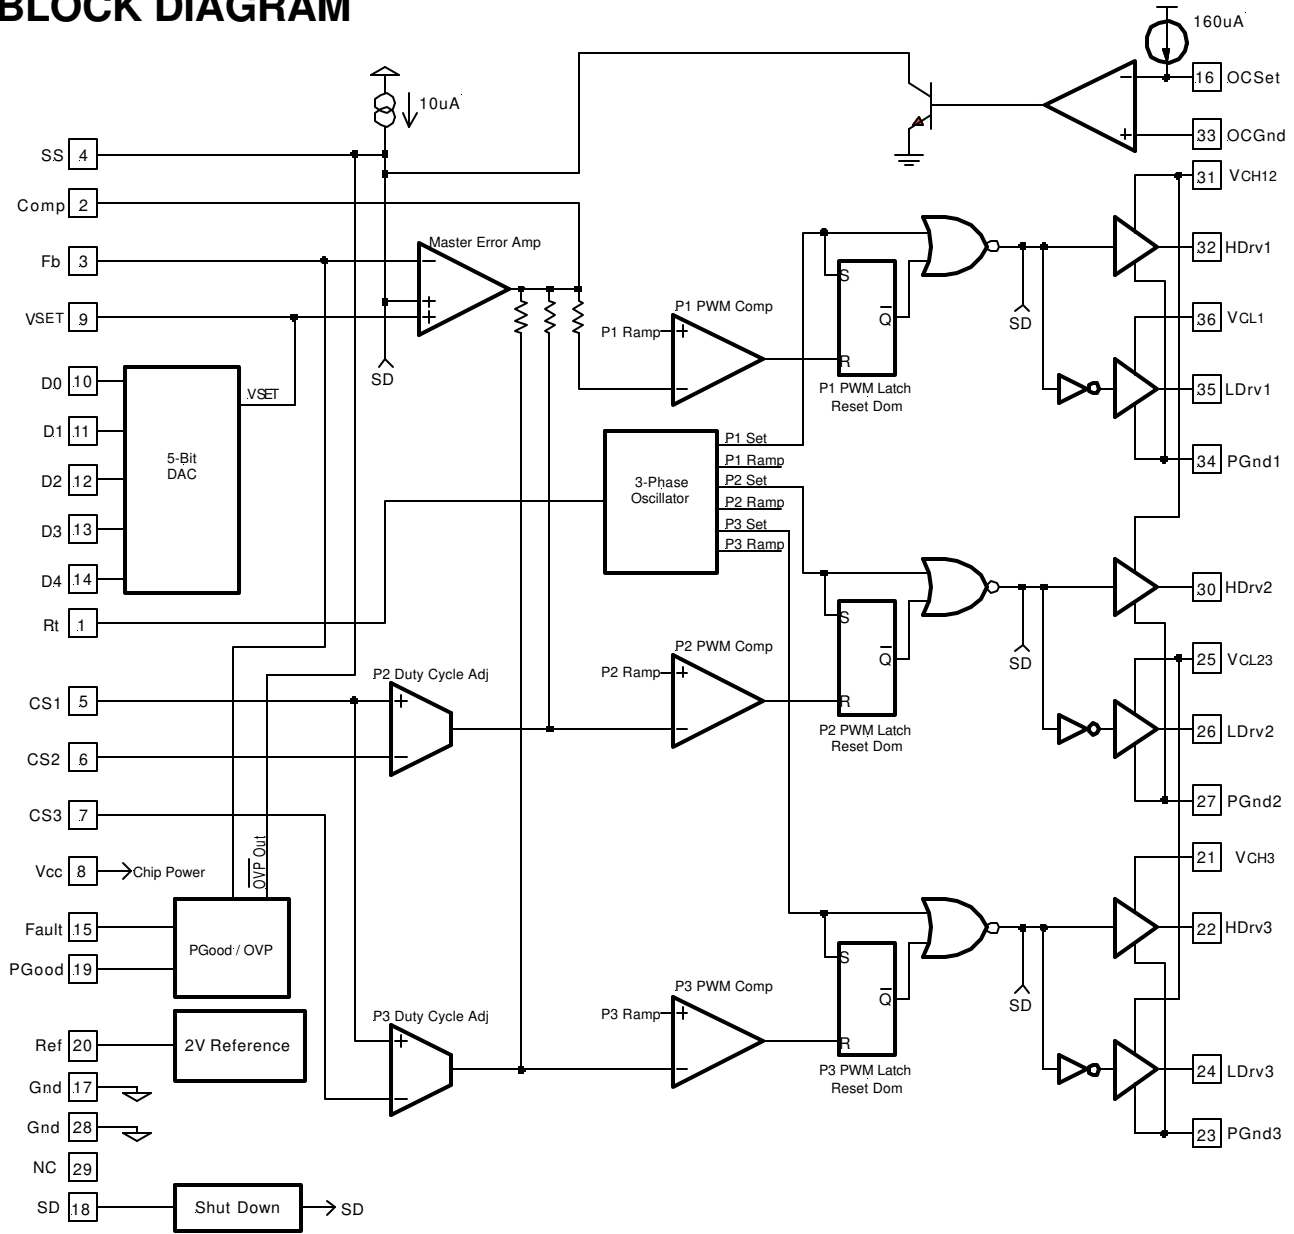 BLOCK DIAGRAM
160uA
16 OCSet
10uA
33 OCGnd
SS 4
31 VCH12
Comp 2
Master Error Amp
32 HDrv1
Fb 3
S
P1 PWM Comp
VSET 9
P1 Ramp
Q
SD
36 VCL1
R
SD
D0 10
VSET
P1 PWM Latch
Reset Dom
35 LDrv1
D1 11
5-Bit
DAC
P1 Set
P1 Ramp
34 PGnd1
D2 12
3-Phase
Oscillator
P2 Set
P2 Ramp
D3 13
P3 Set
P3 Ramp
D4 14
30 HDrv2
Rt 1
S
P2 PWM Comp
Q
SD
25 VCL23
P2 Duty Cycle Adj
P2 Ramp
CS1 5
R
P2 PWM Latch
Reset Dom
26 LDrv2
CS2 6
27 PGnd2
CS3 7
OVP Out
21 VCH3
Vcc 8
Chip Power
Fault 15
22 HDrv3
PGood / OVP
PGood 19
S
P3 PWM Comp
Q
SD
P3 Duty Cycle Adj
P3 Ramp
Ref 20
2V Reference
R
P3 PWM Latch
Reset Dom
24 LDrv3
Gnd 17
Gnd 28
23 PGnd3
NC 29
SD 18
Shut Down
SD